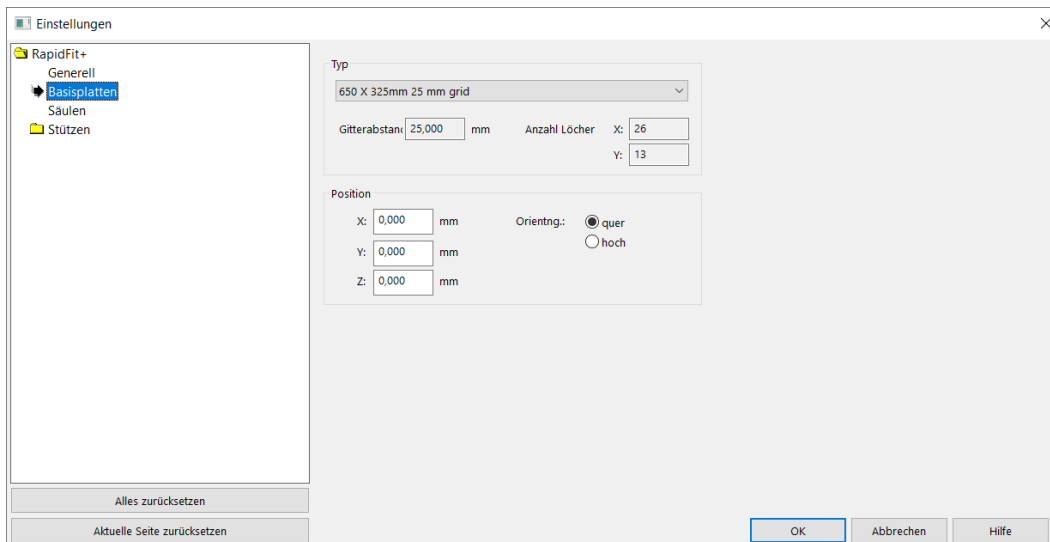 Einstellungen
RapidFit+
Generell
Basisplatten
Säulen
Stützen
Alles zurücksetzen
Aktuelle Seite zurücksetzen
Typ
650 X 325mm 25 mm grid
Gitterabstand 25,000 mm Anzahl Löcher X: 26
Y: 13
Position
X: 0,000 mm Orientng.: quer
hoch
Y: 0,000 mm
Z: 0,000 mm
OK Abbrechen Hilfe